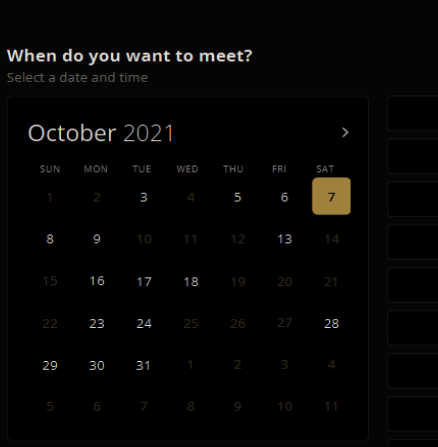 When do you want to meet?
Select a date and time
October 2021
SUN MON TUE WED THU FRI SAT
1 2 3 4 5 6 7
8 9 10 11 12 13 14
15 16 17 18 19 20 21
22 23 24 25 26 27 28
29 30 31 1 2 3 4
5 6 7 8 9 10 11